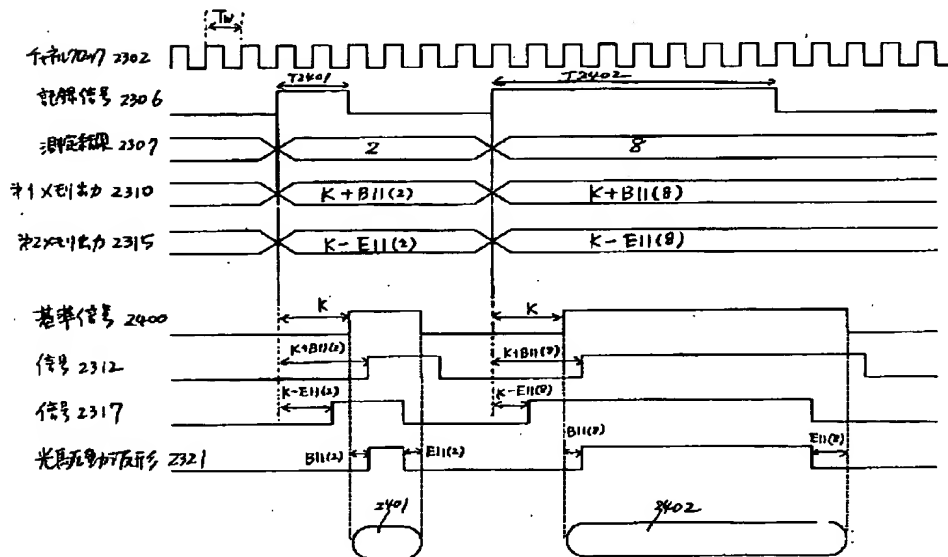 Tw
チャネルクロック 2302
T2401
T2402
記録信号 2306
測定結果 2307
2
8
第1メモリ出力 2310
K+B11(2)
K+B11(8)
第2メモリ出力 2315
K-E11(2)
K-E11(8)
K
K
基準信号 2400
K+B11(2)
K+B11(8)
信号 2312
K-E11(2)
K-E11(8)
信号 2317
B11(8)
E11(8)
光駆動波形 2321
B11(2)
E11(2)
2401
2402